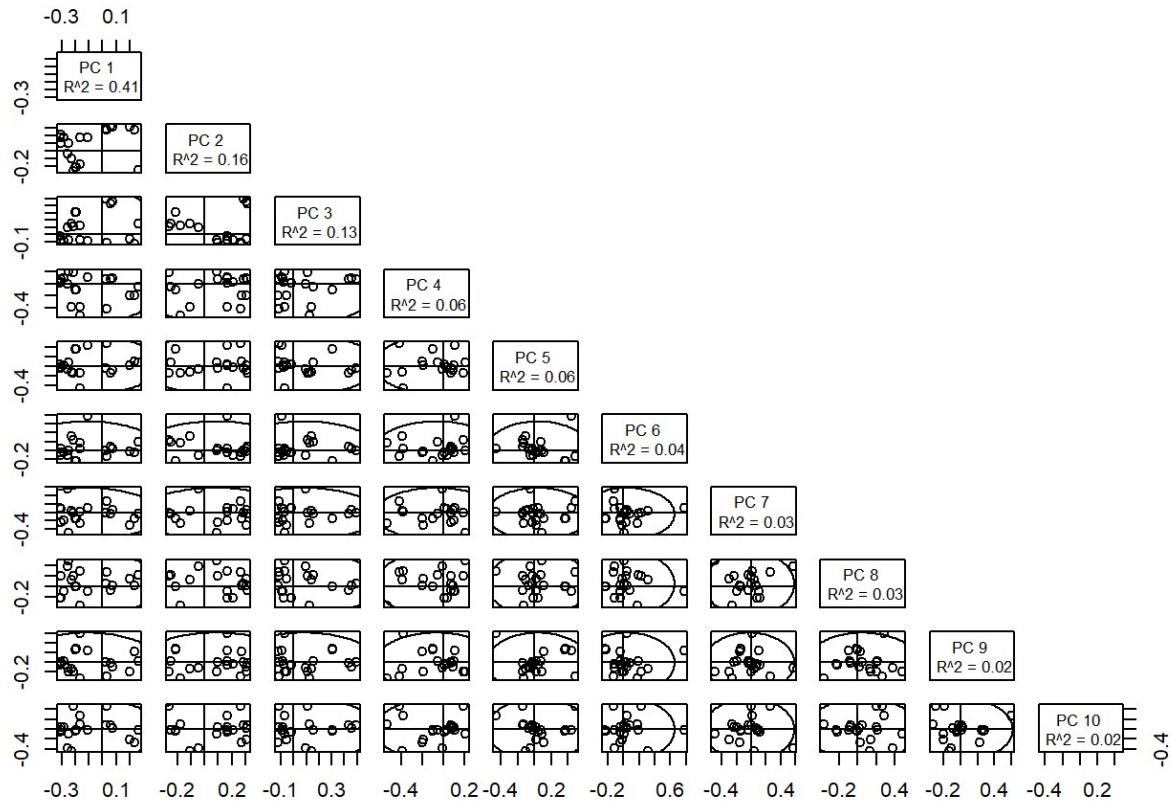 -0.3 0.1
PC 1
R^2 = 0.41
-0.3
PC 2
R^2 = 0.16
-0.2
PC 3
R^2 = 0.13
-0.1
PC 4
R^2 = 0.06
-0.4
PC 5
R^2 = 0.06
-0.4
PC 6
R^2 = 0.04
-0.2
PC 7
R^2 = 0.03
-0.4
PC 8
R^2 = 0.03
-0.2
PC 9
R^2 = 0.02
-0.2
PC 10
R^2 = 0.02
-0.4
-0.4
-0.3 0.1 -0.2 0.2 -0.1 0.3 -0.4 0.2 -0.4 0.2 -0.2 0.4 0.8 -0.4 0.2 -0.2 0.4 -0.2 0.4 -0.4 0.2